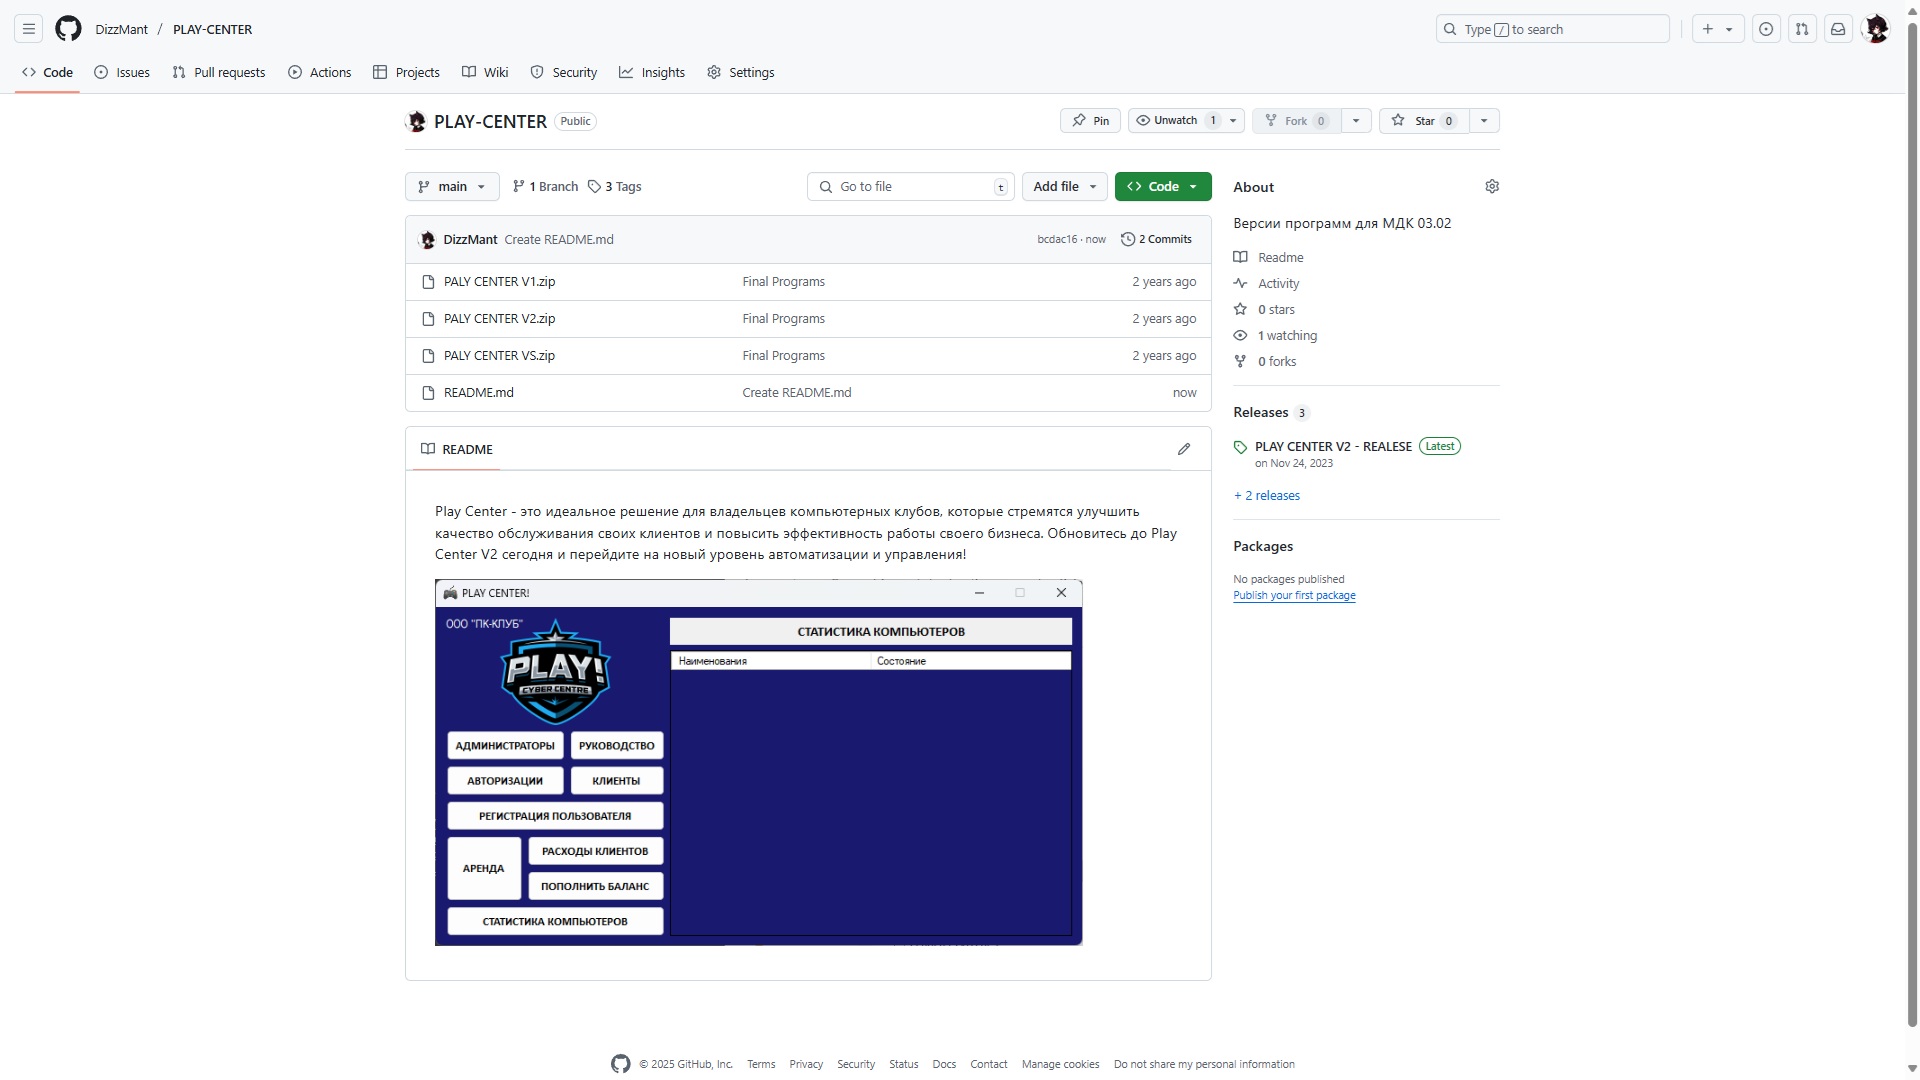 DizzMant / PLAY-CENTER
Type / to search
Code Issues Pull requests Actions Projects Wiki Security Insights Settings
PLAY-CENTER Public
Pin Unwatch 1 Fork 0 Star 0
main 1 Branch 3 Tags
Go to file t Add file Code
DizzMant Create README.md bcdac16 · now 2 Commits
PALY CENTER V1.zip Final Programs 2 years ago
PALY CENTER V2.zip Final Programs 2 years ago
PALY CENTER VS.zip Final Programs 2 years ago
README.md Create README.md now
README
Play Center - это идеальное решение для владельцев компьютерных клубов, которые стремятся улучшить
качество обслуживания своих клиентов и повысить эффективность работы своего бизнеса. Обновитесь до Play
Center V2 сегодня и перейдите на новый уровень автоматизации и управления!
PLAY CENTER!
ООО "ПК-КЛУБ"
PLAY!
CYBER CENTRE
АДМИНИСТРАТОРЫ РУКОВОДСТВО
АВТОРИЗАЦИИ КЛИЕНТЫ
РЕГИСТРАЦИЯ ПОЛЬЗОВАТЕЛЯ
АРЕНДА
РАСХОДЫ КЛИЕНТОВ
ПОПОЛНИТЬ БАЛАНС
СТАТИСТИКА КОМПЬЮТЕРОВ
СТАТИСТИКА КОМПЬЮТЕРОВ
Наименования Состояние
About
Версии программ для МДК 03.02
Readme
Activity
0 stars
1 watching
0 forks
Releases 3
PLAY CENTER V2 - REALESE Latest
on Nov 24, 2023
+ 2 releases
Packages
No packages published
Publish your first package
© 2025 GitHub, Inc. Terms Privacy Security Status Docs Contact Manage cookies Do not share my personal information